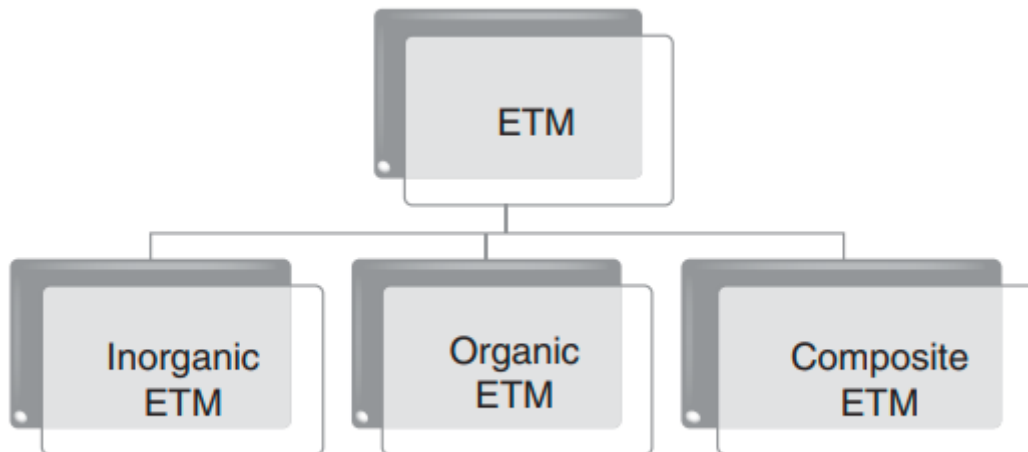 ETM
Inorganic
ETM
Organic
ETM
Composite
ETM